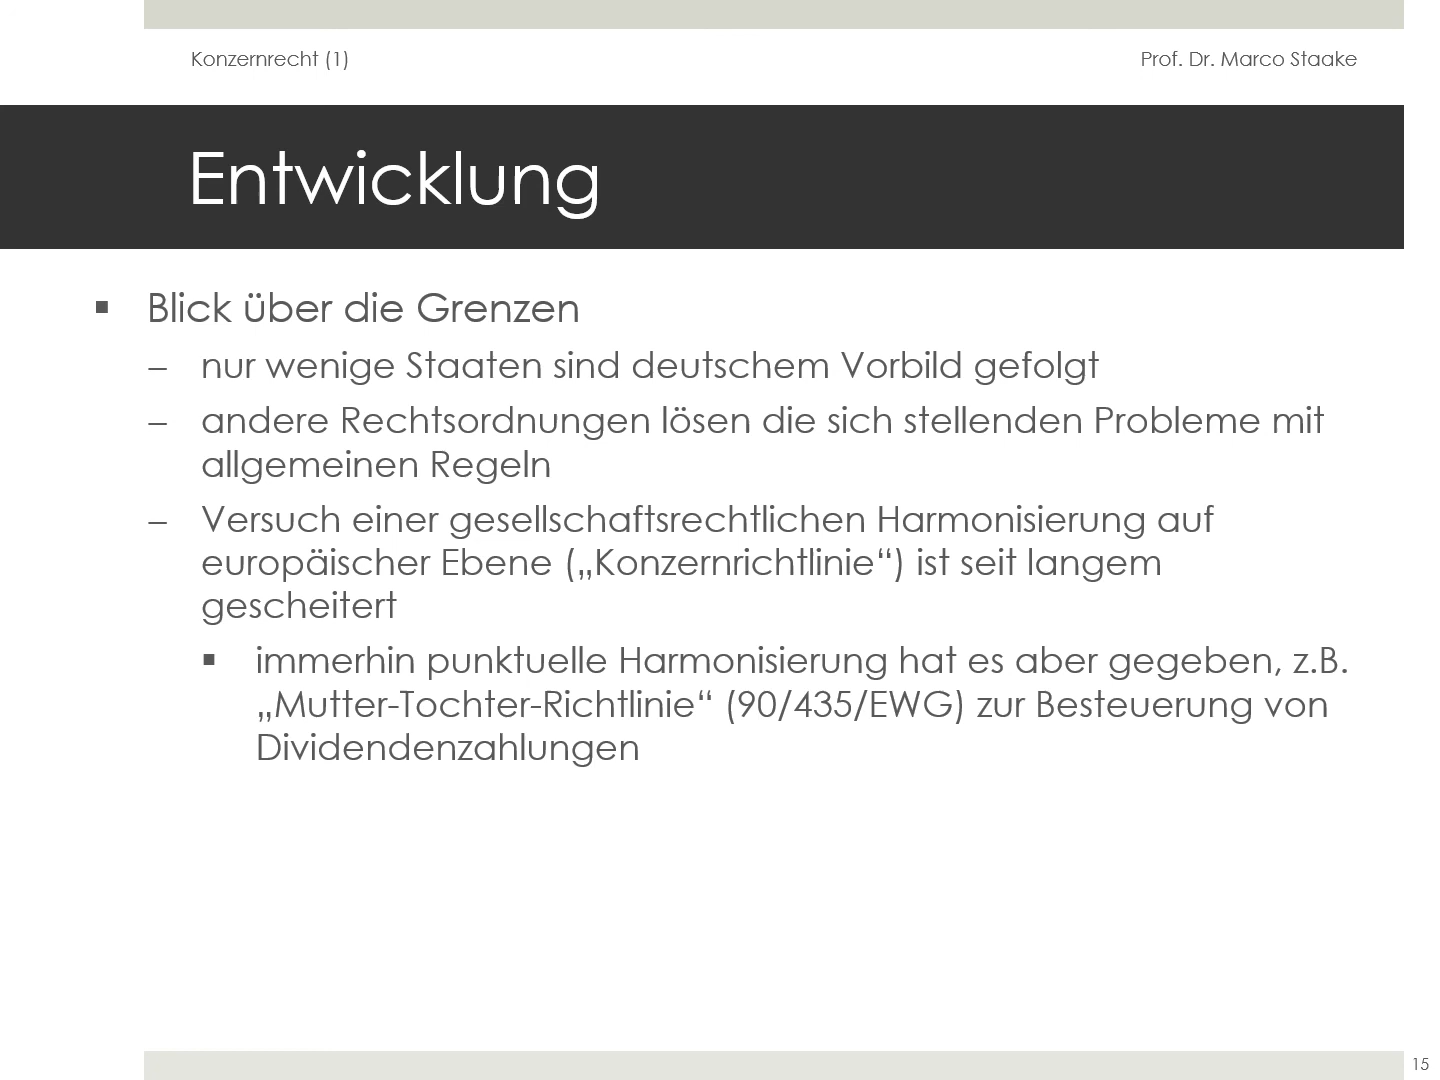 Konzernrecht (1)
Prof. Dr. Marco Staake
Entwicklung
▪ Blick über die Grenzen
– nur wenige Staaten sind deutschem Vorbild gefolgt
– andere Rechtsordnungen lösen die sich stellenden Probleme mit
allgemeinen Regeln
– Versuch einer gesellschaftsrechtlichen Harmonisierung auf
europäischer Ebene („Konzernrichtlinie“) ist seit langem
gescheitert
▪ immerhin punktuelle Harmonisierung hat es aber gegeben, z.B.
„Mutter-Tochter-Richtlinie“ (90/435/EWG) zur Besteuerung von
Dividendenzahlungen
15